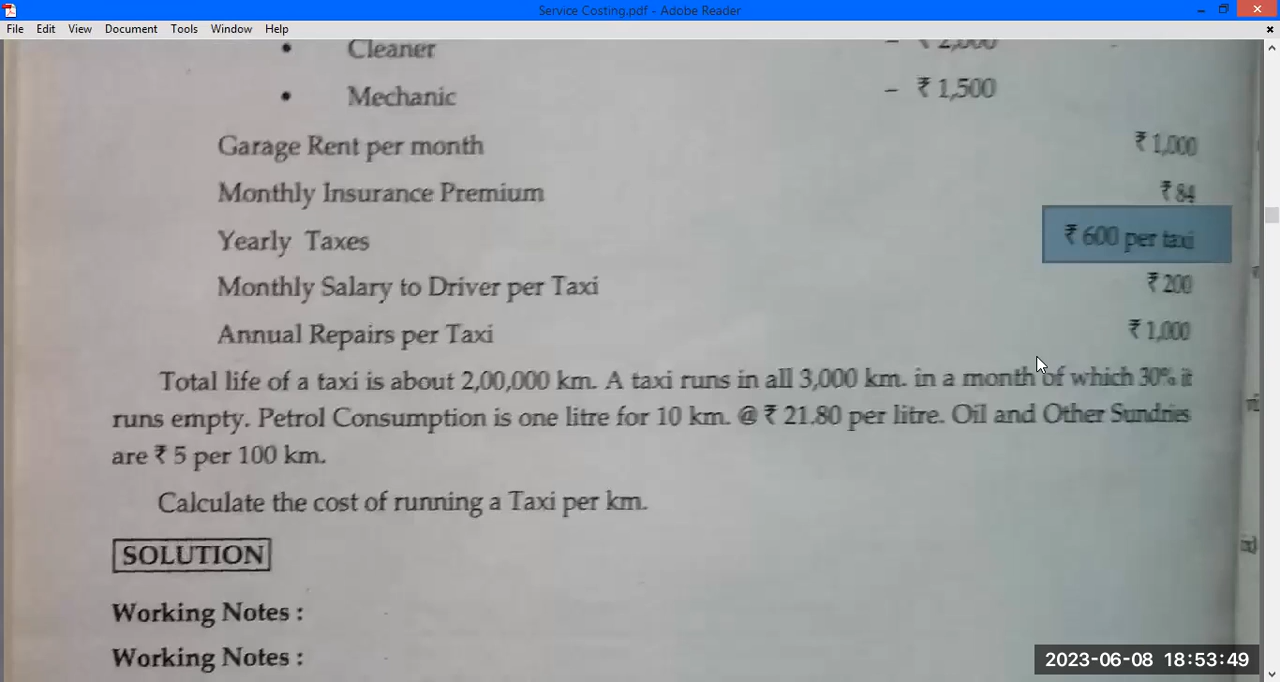 Service Costing.pdf - Adobe Reader
File Edit View Document Tools Window Help
• Cleaner – ₹ 2,000
• Mechanic – ₹ 1,500
Garage Rent per month ₹ 1,000
Monthly Insurance Premium ₹ 84
Yearly Taxes ₹ 600 per taxi
Monthly Salary to Driver per Taxi ₹ 200
Annual Repairs per Taxi ₹ 1,000
Total life of a taxi is about 2,00,000 km. A taxi runs in all 3,000 km. in a month of which 30% it
runs empty. Petrol Consumption is one litre for 10 km. @ ₹ 21.80 per litre. Oil and Other Sundries
are ₹ 5 per 100 km.
Calculate the cost of running a Taxi per km.
SOLUTION
Working Notes :
Working Notes :
2023-06-08 18:53:49